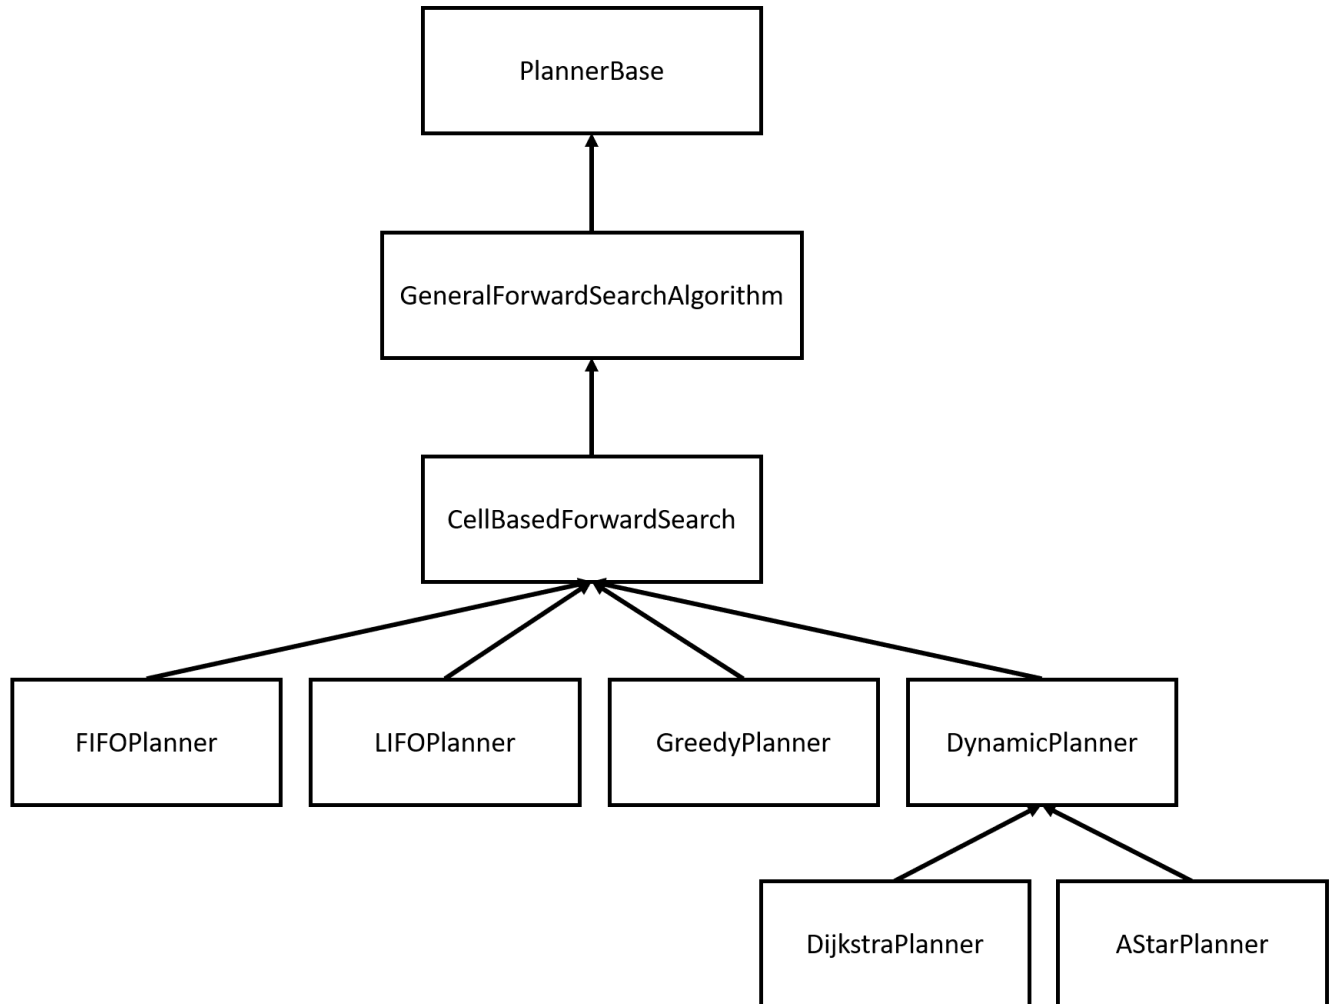 PlannerBase
GeneralForwardSearchAlgorithm
CellBasedForwardSearch
FIFOPlanner
LIFOPlanner
GreedyPlanner
DynamicPlanner
DijkstraPlanner
AStarPlanner